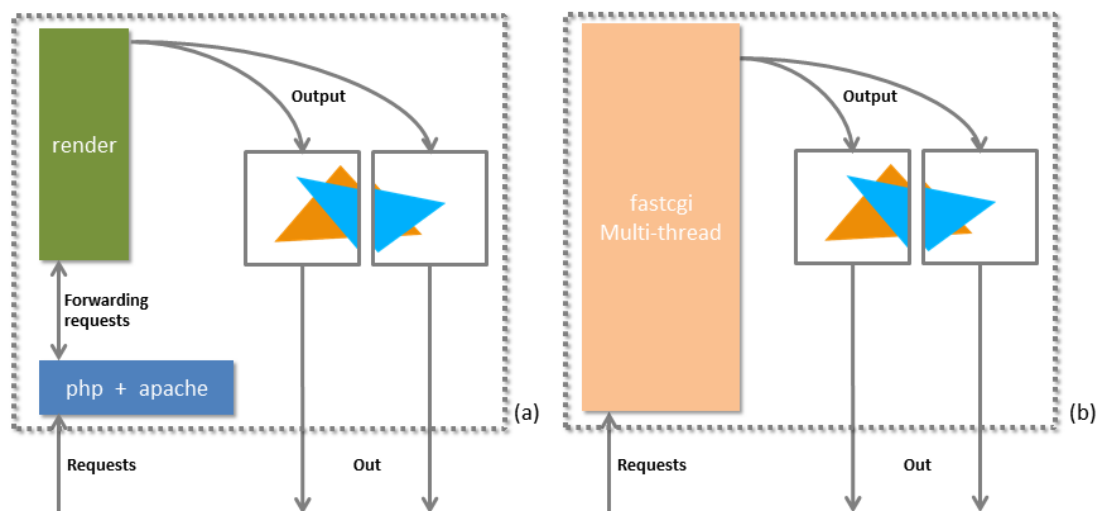 render
Output
Forwarding
requests
php + apache
(a)
Requests
Out
fastcgi
Multi-thread
Output
(b)
Requests
Out